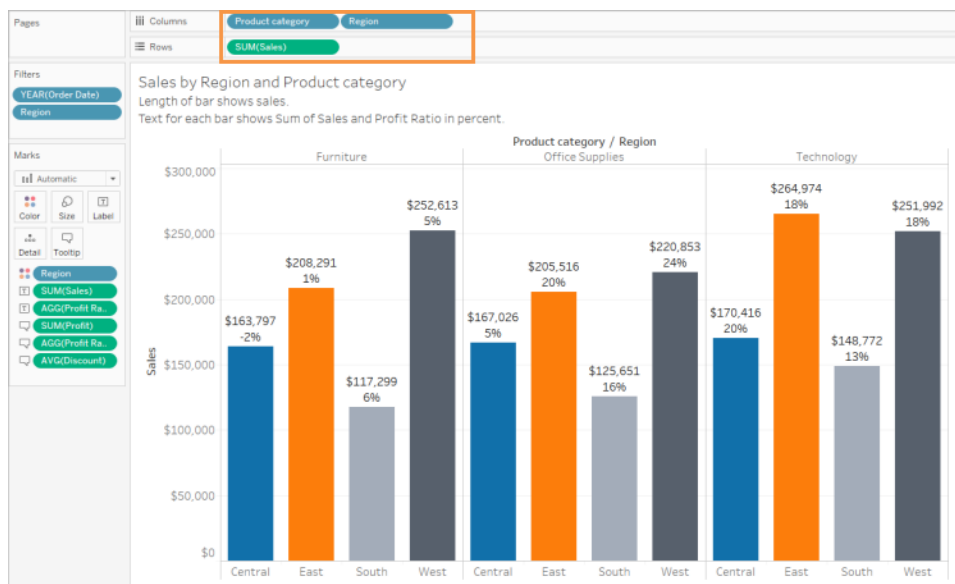 Pages
Columns
Product category
Region
Rows
SUM(Sales)
Filters
YEAR(Order Date)
Region
Marks
Automatic
Color
Size
Label
Detail
Tooltip
Region
SUM(Sales)
AGG(Profit Ra..
SUM(Profit)
AGG(Profit Ra..
AVG(Discount)
Sales by Region and Product category
Length of bar shows sales.
Text for each bar shows Sum of Sales and Profit Ratio in percent.
Product category / Region
Furniture
Office Supplies
Technology
Sales
$300,000
$250,000
$200,000
$150,000
$100,000
$50,000
$0
$163,797
-2%
$208,291
1%
$117,299
6%
$252,613
5%
$167,026
5%
$205,516
20%
$125,651
16%
$220,853
24%
$170,416
20%
$264,974
18%
$148,772
13%
$251,992
18%
Central East South West Central East South West Central East South West